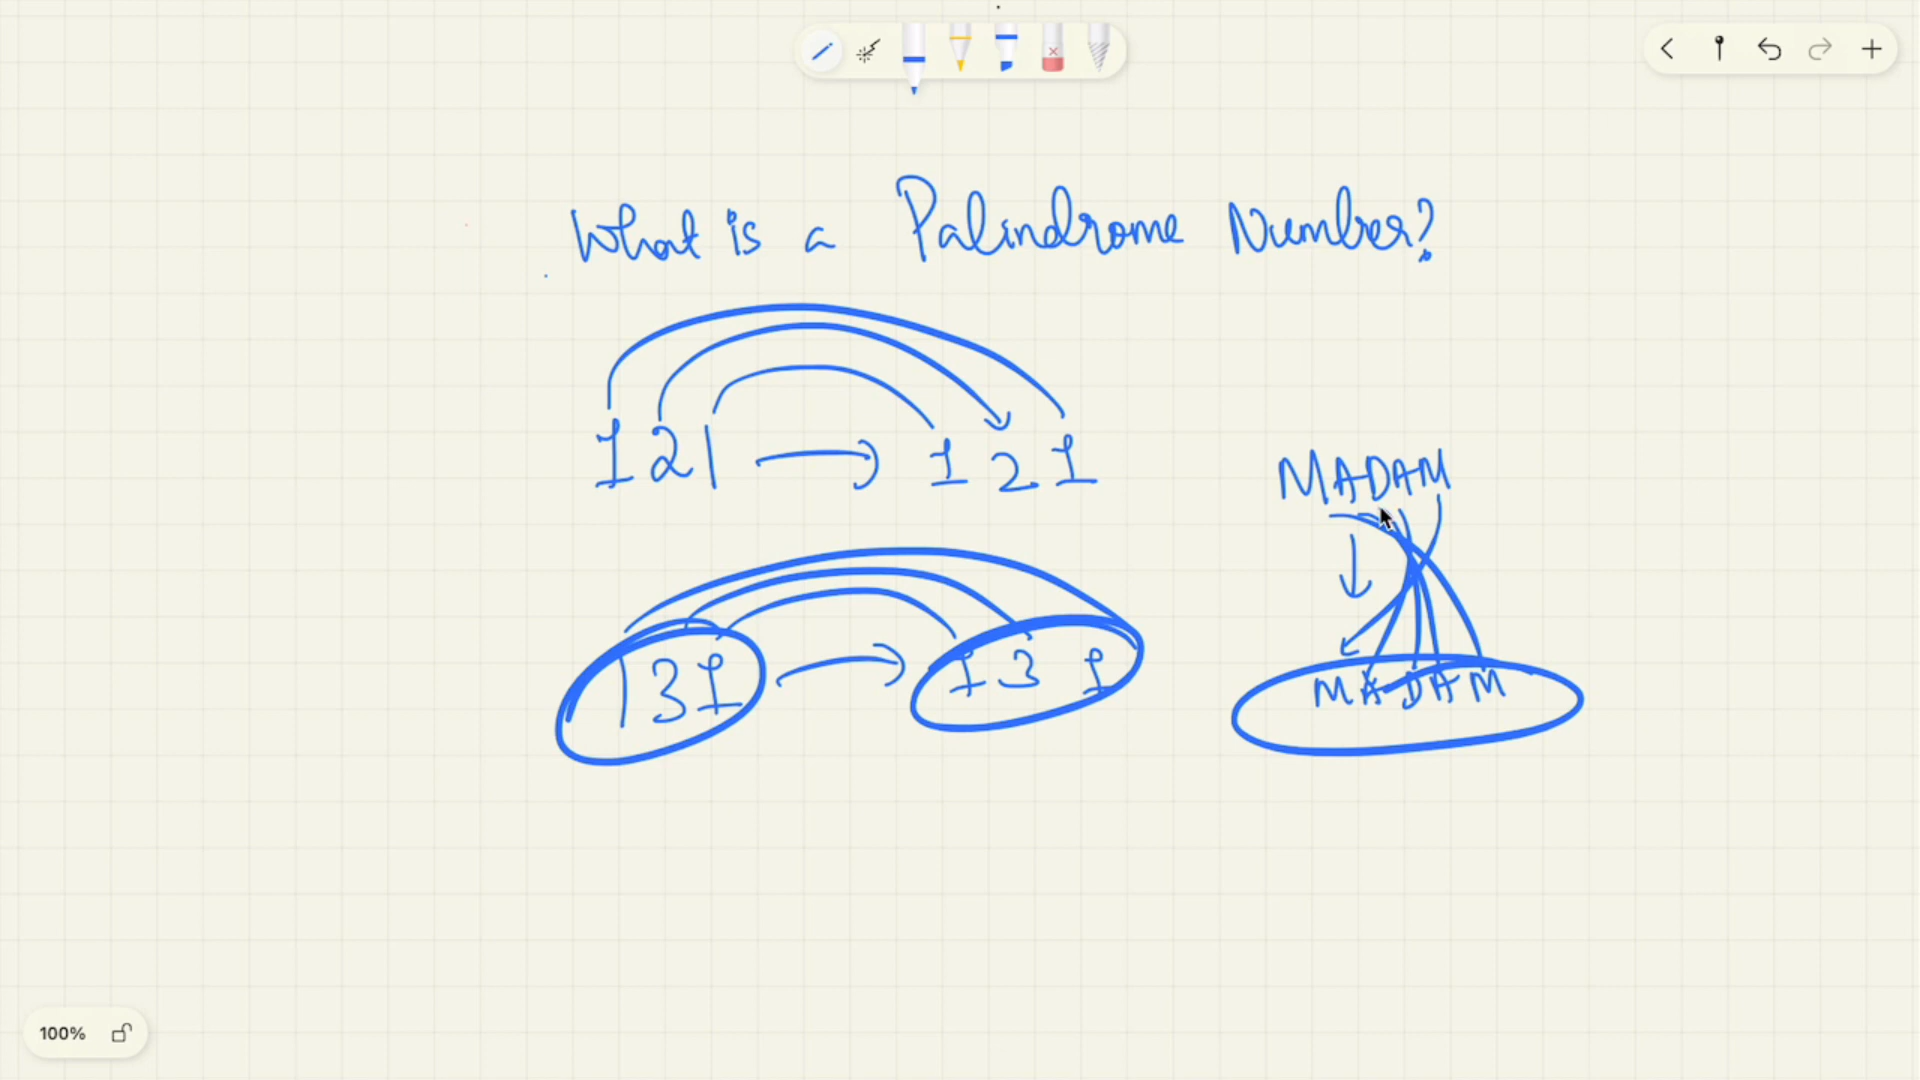 What is a Palindrome Number?
121 → 121
MADAM
131 → 131
MADAM
100%